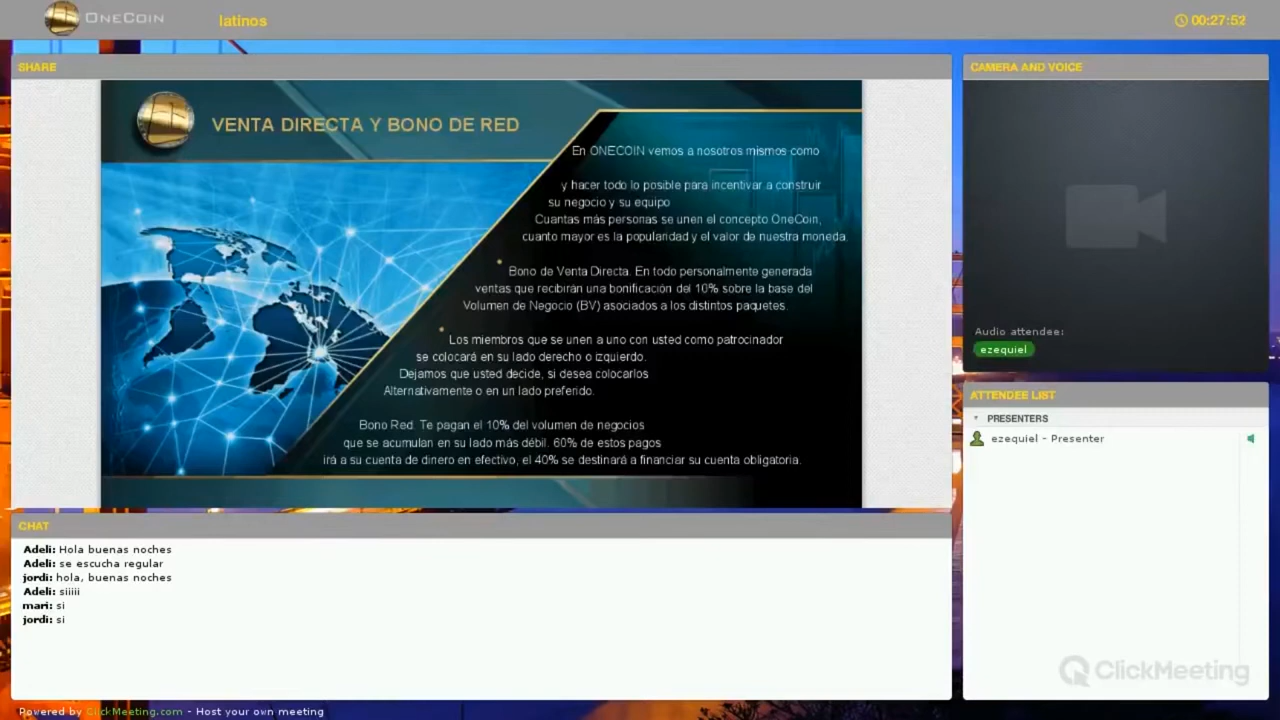 ONECOIN
latinos
00:27:52
SHARE
VENTA DIRECTA Y BONO DE RED
En ONECOIN vemos a nosotros mismos como
y hacer todo lo posible para incentivar a construir
su negocio y su equipo
Cuantas más personas se unen el concepto OneCoin,
cuanto mayor es la popularidad y el valor de nuestra moneda.
Bono de Venta Directa. En todo personalmente generada
ventas que recibirán una bonificación del 10% sobre la base del
Volumen de Negocio (BV) asociados a los distintos paquetes.
Los miembros que se unen a uno con usted como patrocinador
se colocará en su lado derecho o izquierdo.
Dejamos que usted decide, si desea colocarlos
Alternativamente o en un lado preferido.
Bono Red. Te pagan el 10% del volumen de negocios
que se acumulan en su lado más débil. 60% de estos pagos
irá a su cuenta de dinero en efectivo, el 40% se destinará a financiar su cuenta obligatoria.
CAMERA AND VOICE
Audio attendee:
ezequiel
ATTENDEE LIST
PRESENTERS
ezequiel - Presenter
CHAT
Adeli: Hola buenas noches
Adeli: se escucha regular
jordi: hola, buenas noches
Adeli: siiiii
mari: si
jordi: si
ClickMeeting
Powered by ClickMeeting.com - Host your own meeting